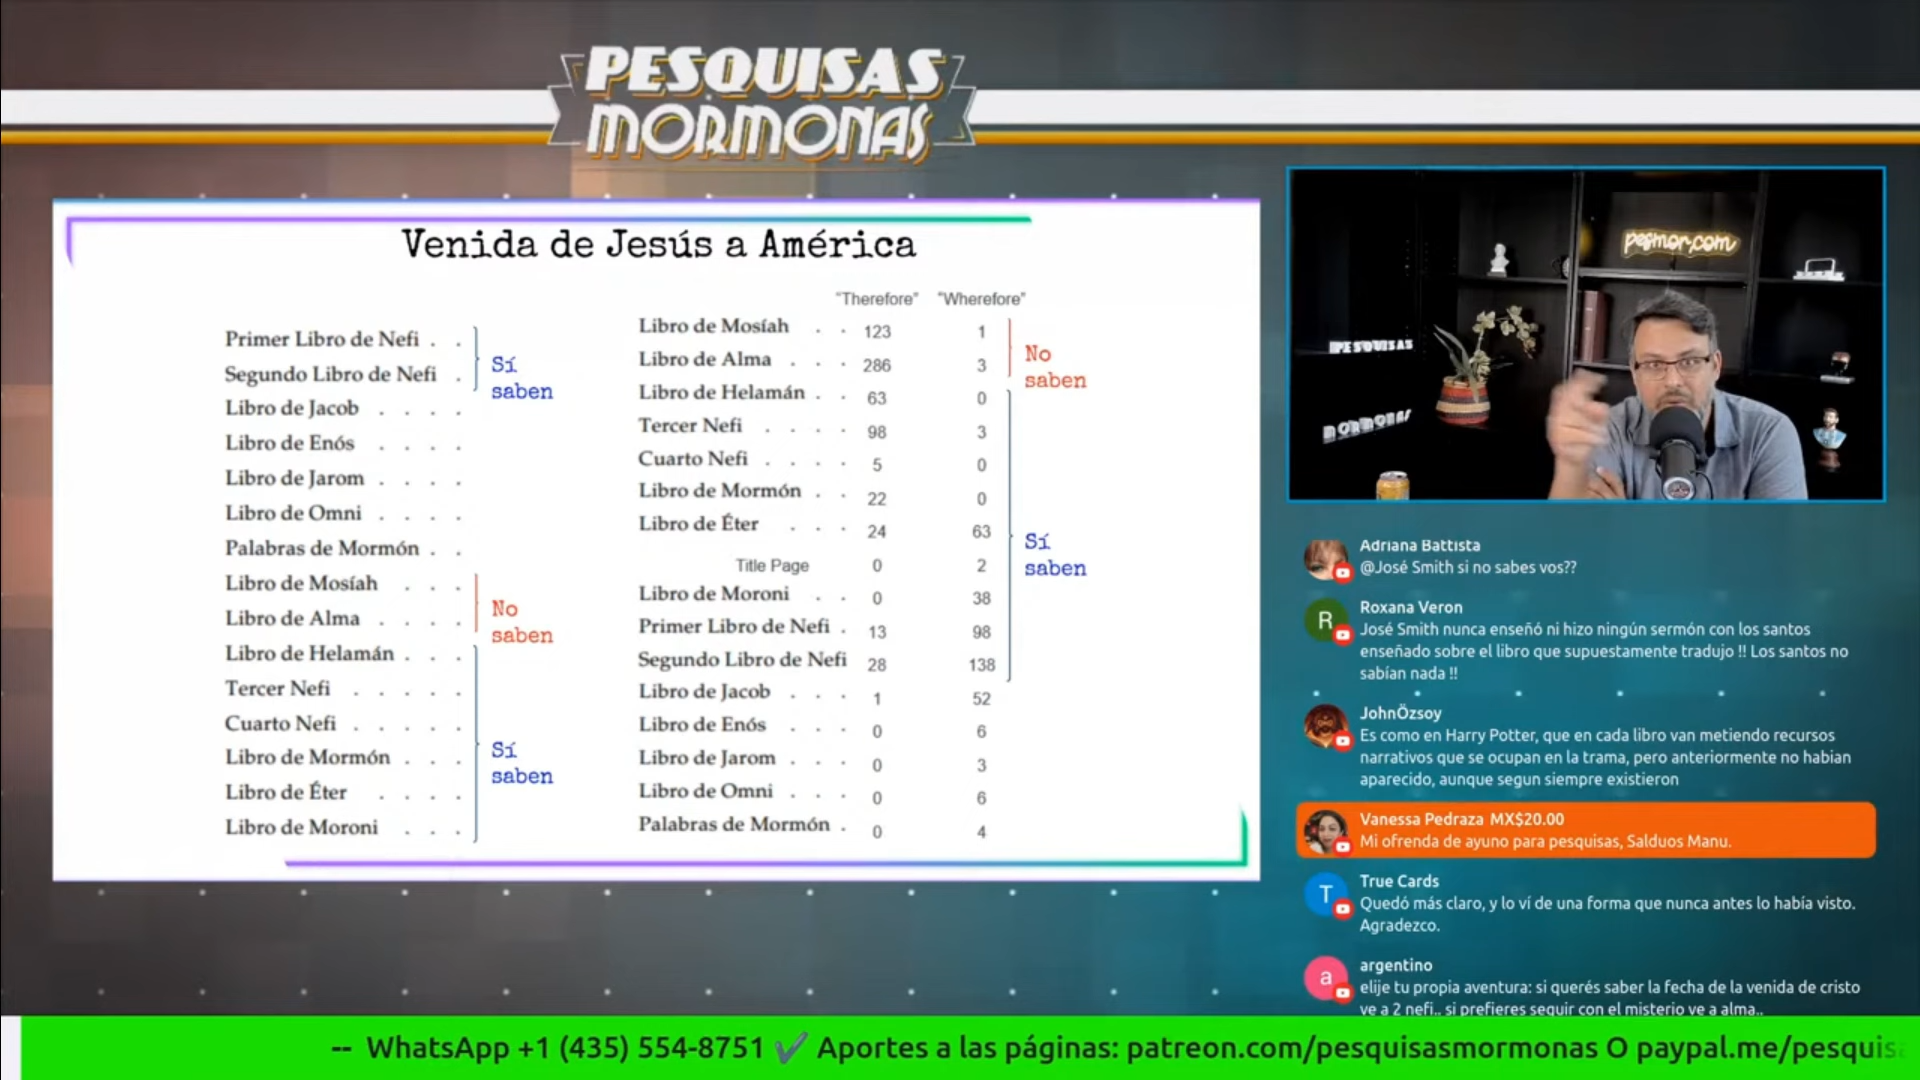 PESQUISAS
MORMONAS
Venida de Jesús a América
Primer Libro de Nefi . .
Segundo Libro de Nefi .
Libro de Jacob . . . .
Libro de Enós . . . .
Libro de Jarom . . . .
Libro de Omni . . . .
Palabras de Mormón . .
Libro de Mosíah . . .
Libro de Alma . . . .
Libro de Helamán . . .
Tercer Nefi . . . . .
Cuarto Nefi . . . . .
Libro de Mormón . . .
Libro de Éter . . . .
Libro de Moroni . . .
Sí
saben
No
saben
Sí
saben
"Therefore" "Wherefore"
Libro de Mosíah . . 123 1
Libro de Alma . . . 286 3
Libro de Helamán . . 63 0
Tercer Nefi . . . . 98 3
Cuarto Nefi . . . . 5 0
Libro de Mormón . . 22 0
Libro de Éter . . . 24 63
Title Page 0 2
Libro de Moroni . . 0 38
Primer Libro de Nefi . 13 98
Segundo Libro de Nefi 28 138
Libro de Jacob . . . 1 52
Libro de Enós . . . 0 6
Libro de Jarom . . . 0 3
Libro de Omni . . . 0 6
Palabras de Mormón . 0 4
No
saben
Sí
saben
pesmor.com
PESQUISAS
MORMONAS
Adriana Battista
@José Smith si no sabes vos??
R
Roxana Veron
José Smith nunca enseñó ni hizo ningún sermón con los santos
enseñado sobre el libro que supuestamente tradujo !! Los santos no
sabían nada !!
JohnÖzsoy
Es como en Harry Potter, que en cada libro van metiendo recursos
narrativos que se ocupan en la trama, pero anteriormente no habian
aparecido, aunque segun siempre existieron
Vanessa Pedraza MX$20.00
Mi ofrenda de ayuno para pesquisas, Salduos Manu.
T
True Cards
Quedó más claro, y lo ví de una forma que nunca antes lo había visto.
Agradezco.
a
argentino
elije tu propia aventura: si querés saber la fecha de la venida de cristo
ve a 2 nefi.. si prefieres seguir con el misterio ve a alma..
-- WhatsApp +1 (435) 554-8751 ✔ Aportes a las páginas: patreon.com/pesquisasmormonas O paypal.me/pesquis